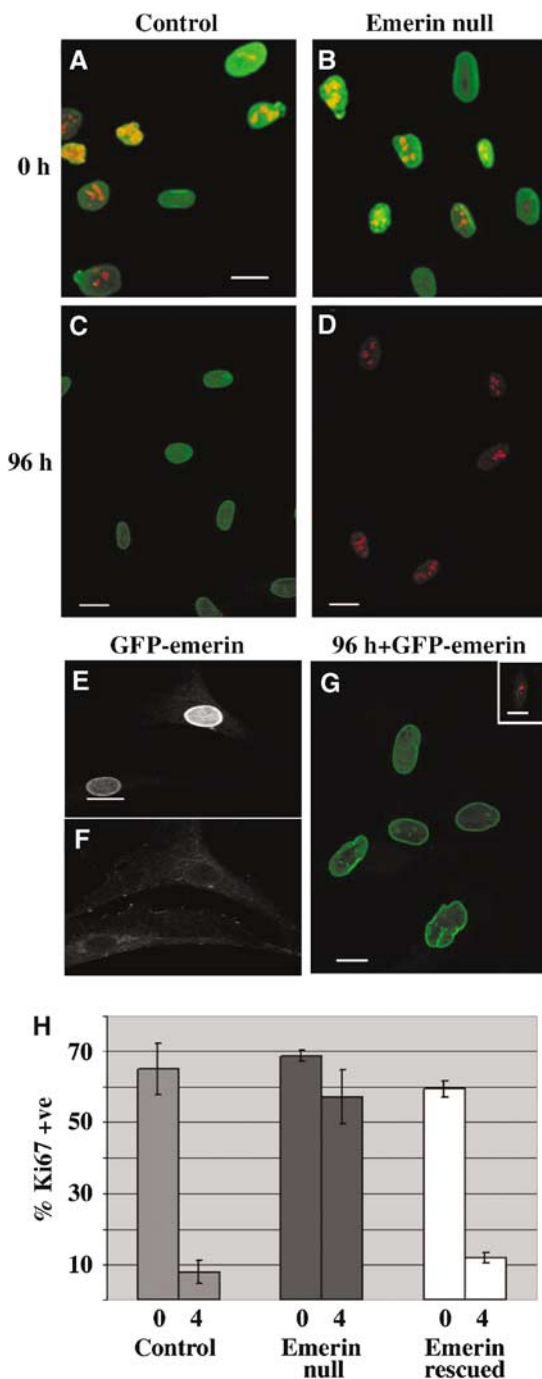 Control Emerin null
A B
0 h
C D
96 h
GFP-emerin 96 h+GFP-emerin
E G
F
H
% Ki67 +ve
70
50
30
10
0 4 0 4 0 4
Control Emerin Emerin
null rescued